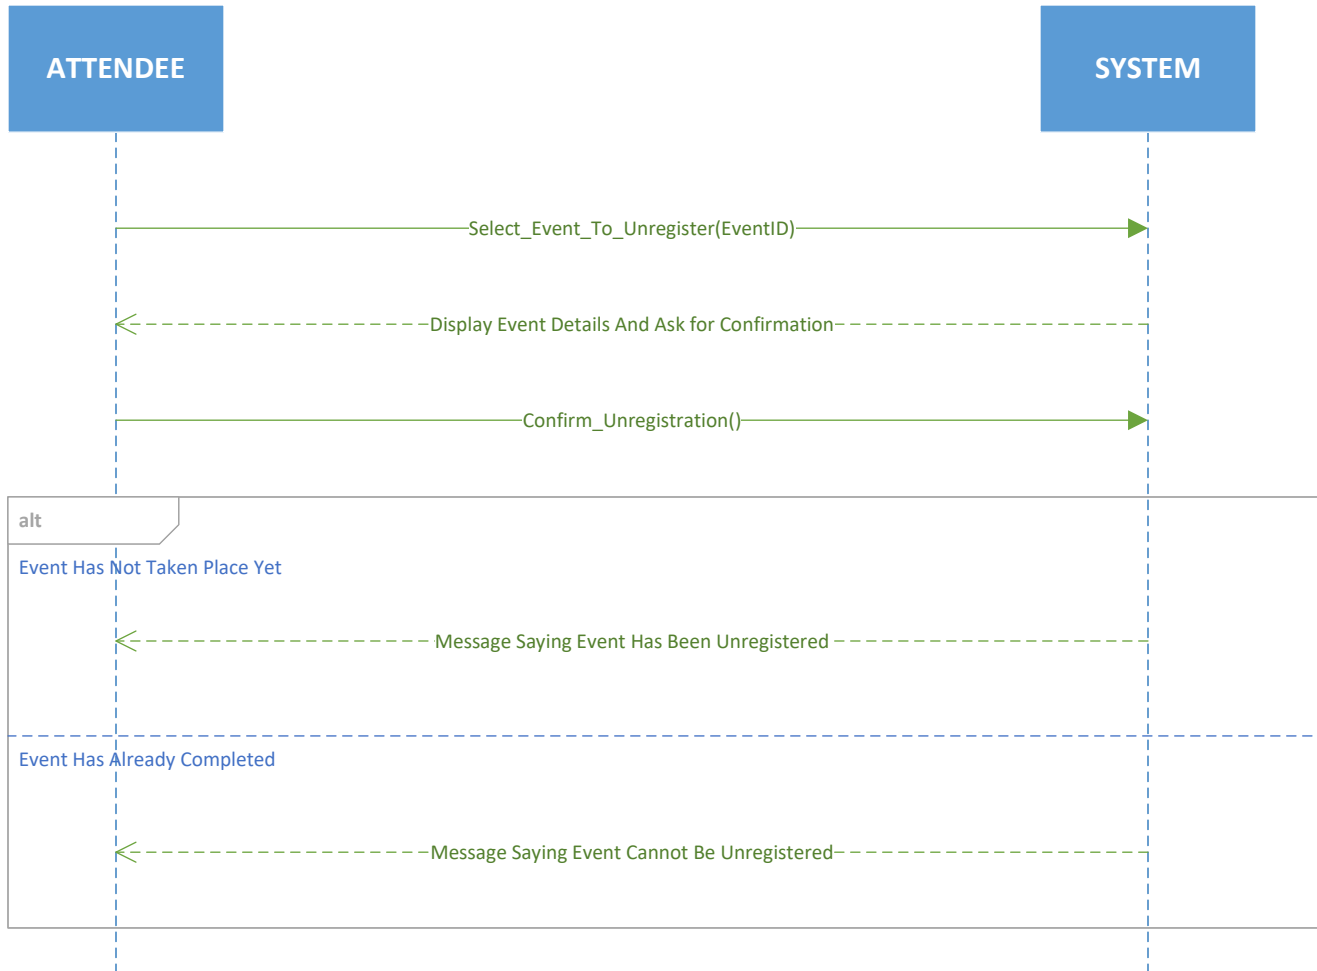 ATTENDEE
SYSTEM
Select_Event_To_Unregister(EventID)
Display Event Details And Ask for Confirmation
Confirm_Unregistration()
alt
Event Has Not Taken Place Yet
Message Saying Event Has Been Unregistered
Event Has Already Completed
Message Saying Event Cannot Be Unregistered